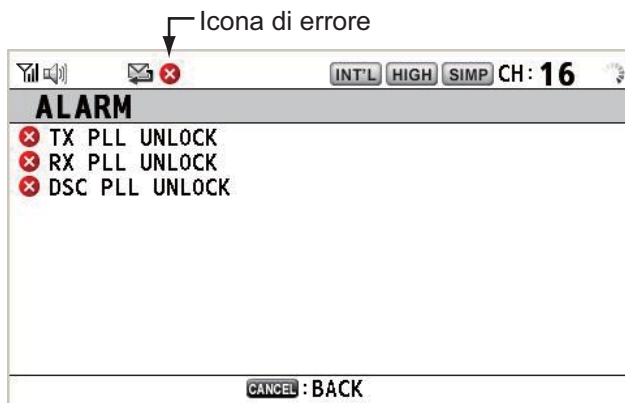 Icona di errore
INT'L HIGH SIMP CH: 16
ALARM
TX PLL UNLOCK
RX PLL UNLOCK
DSC PLL UNLOCK
CANCEL : BACK